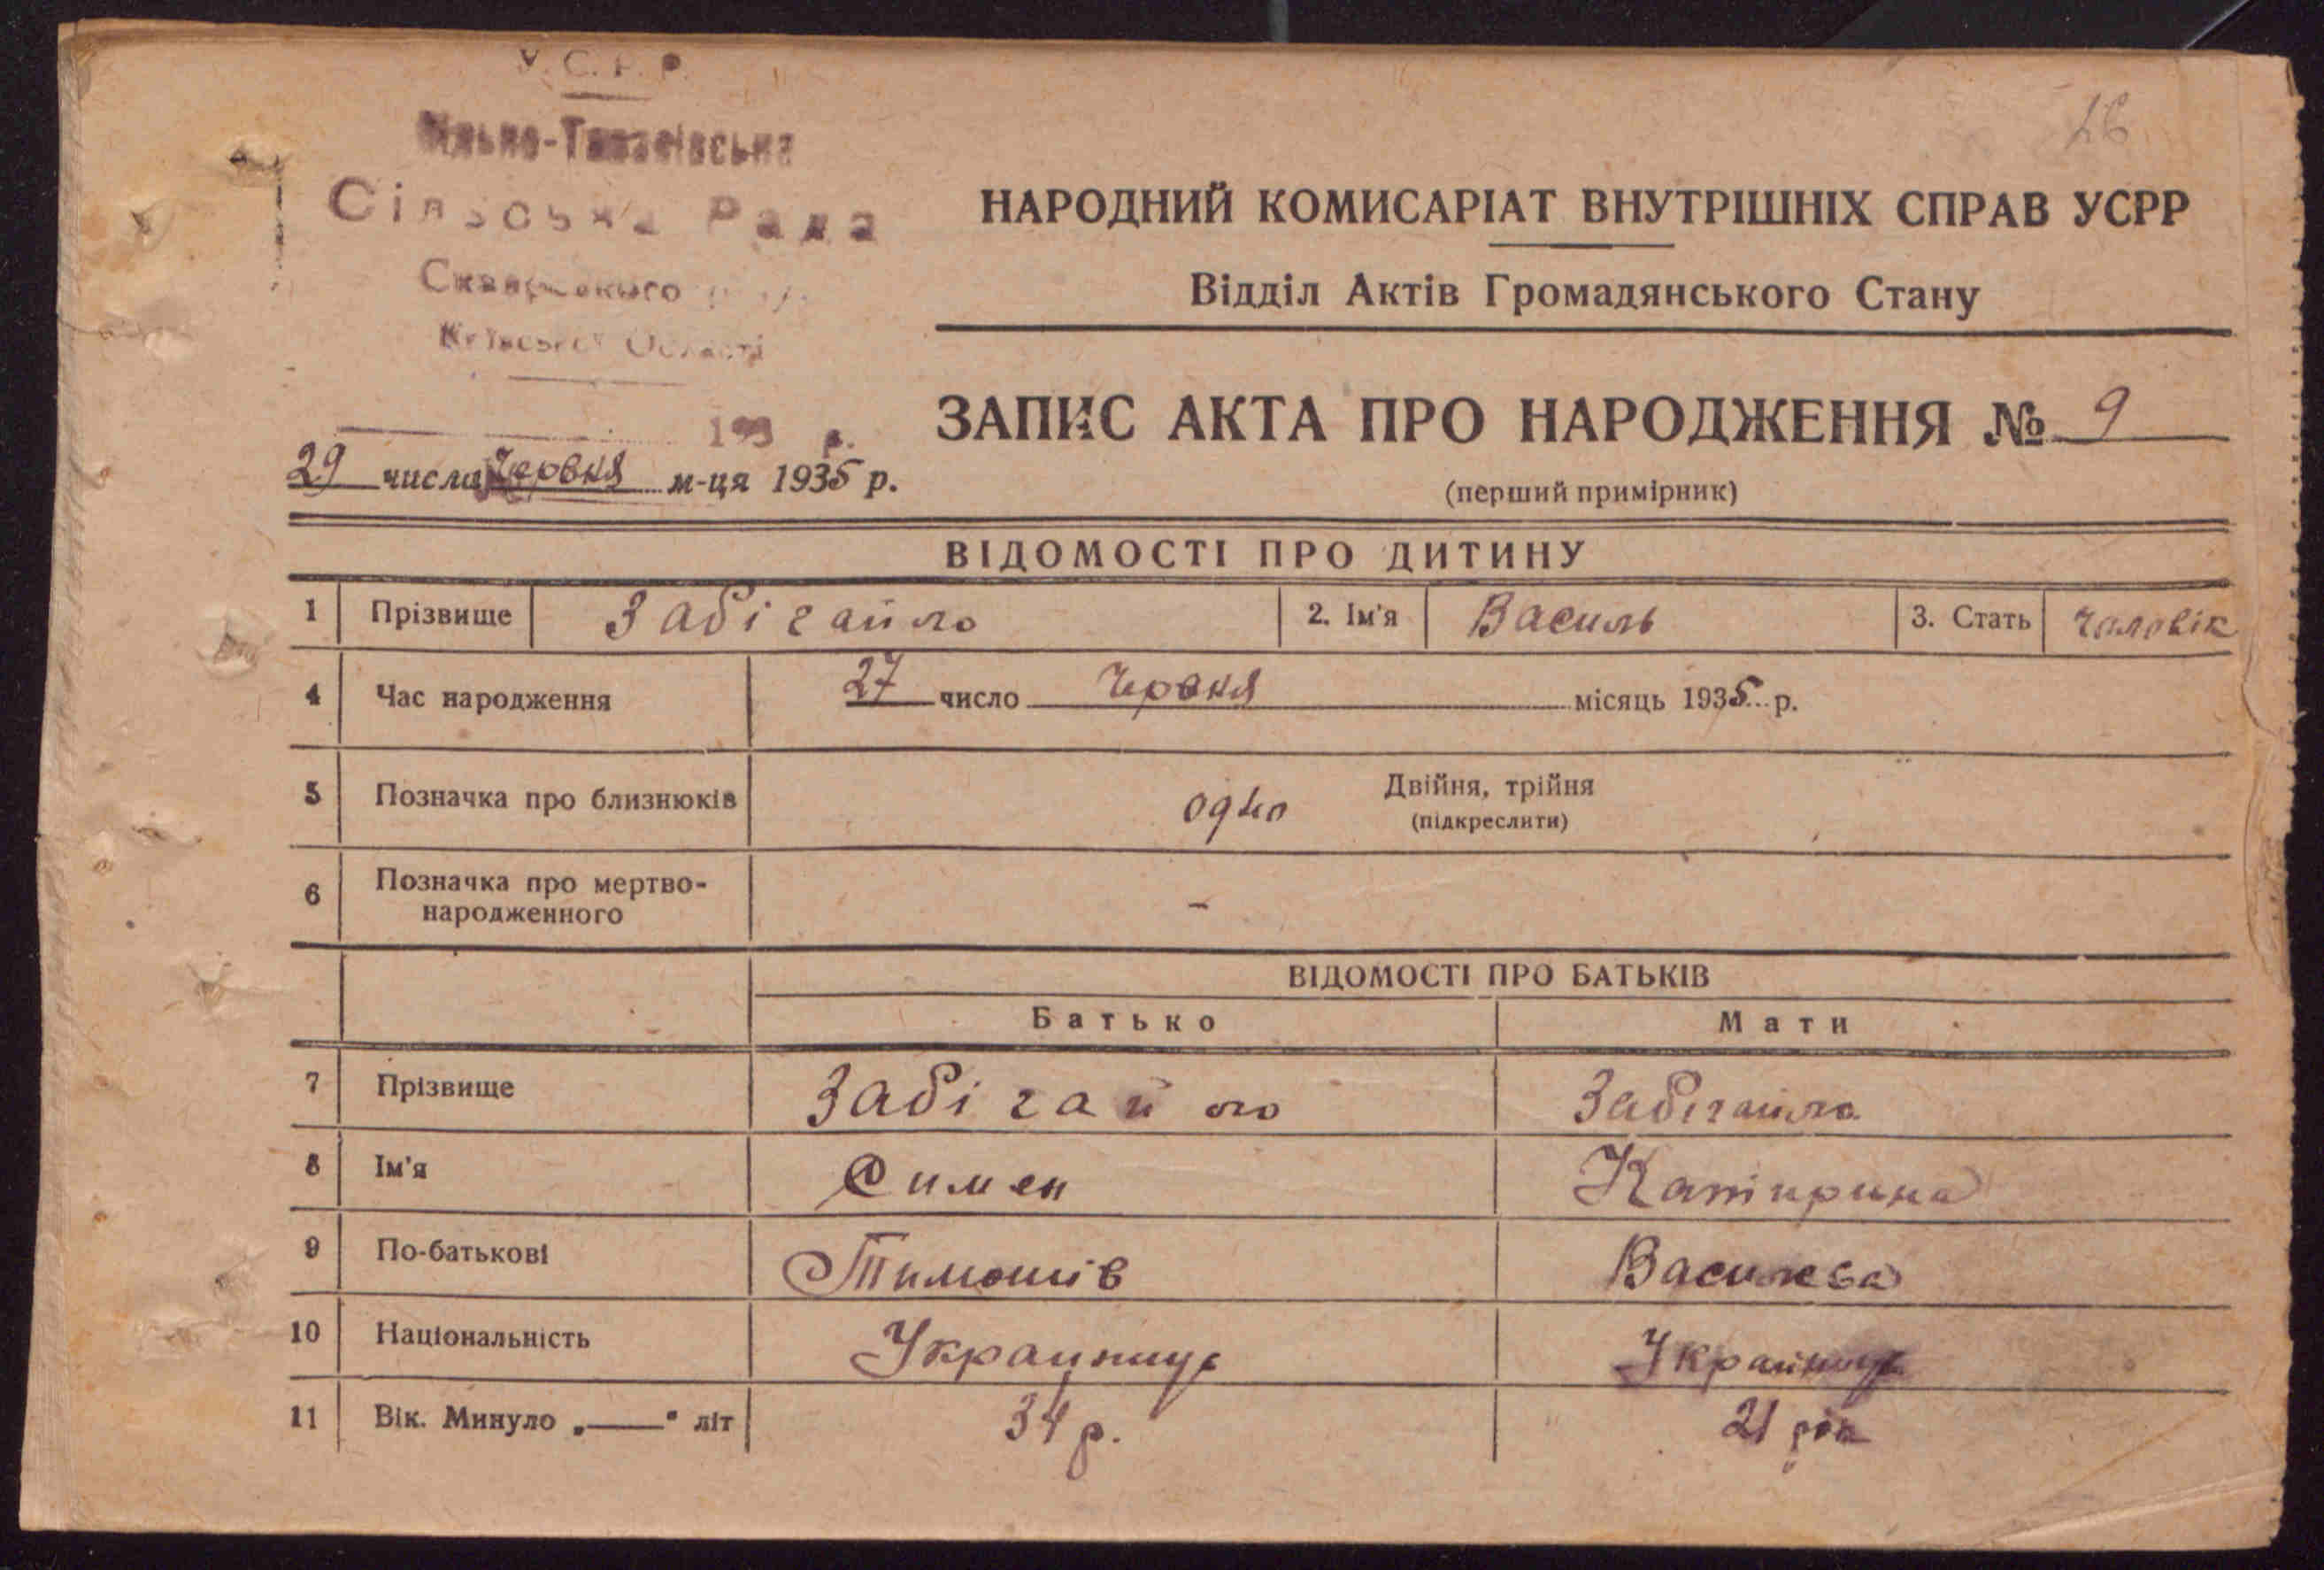 У.С.Р.Р.
Сільська Рада
Сквирського
Київської Області
193 р.
26
НАРОДНИЙ КОМИСАРІАТ ВНУТРІШНІХ СПРАВ УСРР
Відділ Актів Громадянського Стану
ЗАПИС АКТА ПРО НАРОДЖЕННЯ № 9
(перший примірник)
29 числа Червня м-ця 1935 р.
ВІДОМОСТІ ПРО ДИТИНУ
1 Прізвище Забігайло 2. Ім'я Василь 3. Стать чоловік
4 Час народження 27 число Червня місяць 1935 р.
5 Позначка про близнюків одно Двійня, трійня
(підкреслити)
6 Позначка про мертво-
народженного -
ВІДОМОСТІ ПРО БАТЬКІВ
Батько Мати
7 Прізвище Забігайло Забігайло
8 Ім'я Симен Катирина
9 По-батькові Тимошів Василева
10 Національність
11 Вік. Минуло „——“ літ 34 р. 21 рік